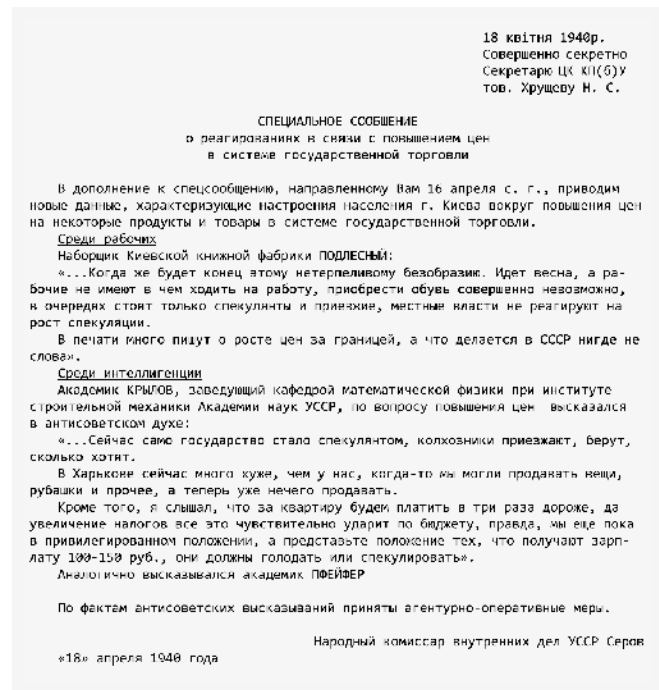 18 квітня 1940р.
Совершенно секретно
Секретарю ЦК КП(б)У
тов. Хрущеву Н. С.
СПЕЦИАЛЬНОЕ СООБШЕНИЕ
о реагированиях в связи с повышением цен
в системе государственной торговли
В дополнение к спецсообщению, направленному Вам 16 апреля с. г., приводим
новые данные, характеризующие настроения населения г. Киева вокруг повышения цен
на некоторые продукты и товары в системе государственной торговли.
Среди рабочих
Наборщик Киевской книжной фабрики ПОДЛЕСНЫЙ:
«...Когда же будет конец этому нетерпеливому безобразию. Идет весна, а ра-
бочие не имеют в чем ходить на работу, приобрести обувь совершенно невозможно,
в очередях стоят только спекулянты и приезжие, местные власти не реагируют на
рост спекуляции.
В печати много пишут о росте цен за границей, а что делается в СССР нигде не
слова».
Среди интеллигенции
Академик КРЫЛОВ, заведующий кафедрой математической физики при институте
строительной механики Академии наук УССР, по вопросу повышения цен высказался
в антисоветском духе:
«...Сейчас само государство стало спекулянтом, колхозники приезжают, берут,
сколько хотят.
В Харькове сейчас много хуже, чем у нас, когда-то мы могли продавать вещи,
рубашки и прочее, а теперь уже нечего продавать.
Кроме того, я слышал, что за квартиру будем платить в три раза дороже, да
увеличение налогов все это чувствительно ударит по бюджету, правда, мы еще пока
в привилегированном положении, а представьте положение тех, что получают зарп-
лату 100-150 руб., они должны голодать или спекулировать».
Аналогично высказывался академик ПФЕЙФЕР
По фактам антисоветских высказываний приняты агентурно-оперативные меры.
Народный комиссар внутренних дел УССР Серов
«18» апреля 1940 года